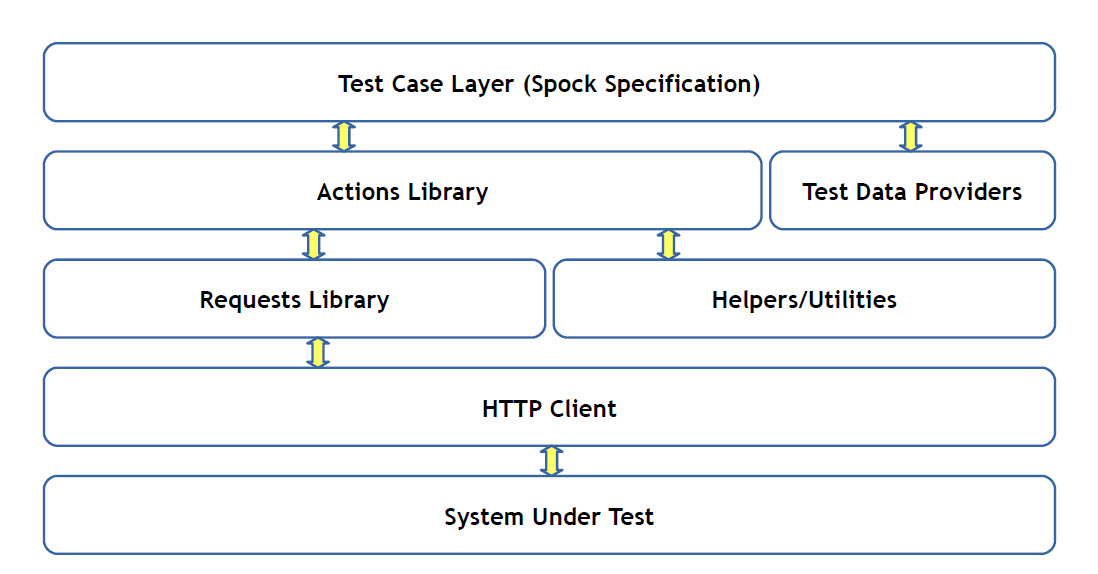 Test Case Layer (Spock Specification)
Actions Library
Test Data Providers
Requests Library
Helpers/Utilities
HTTP Client
System Under Test